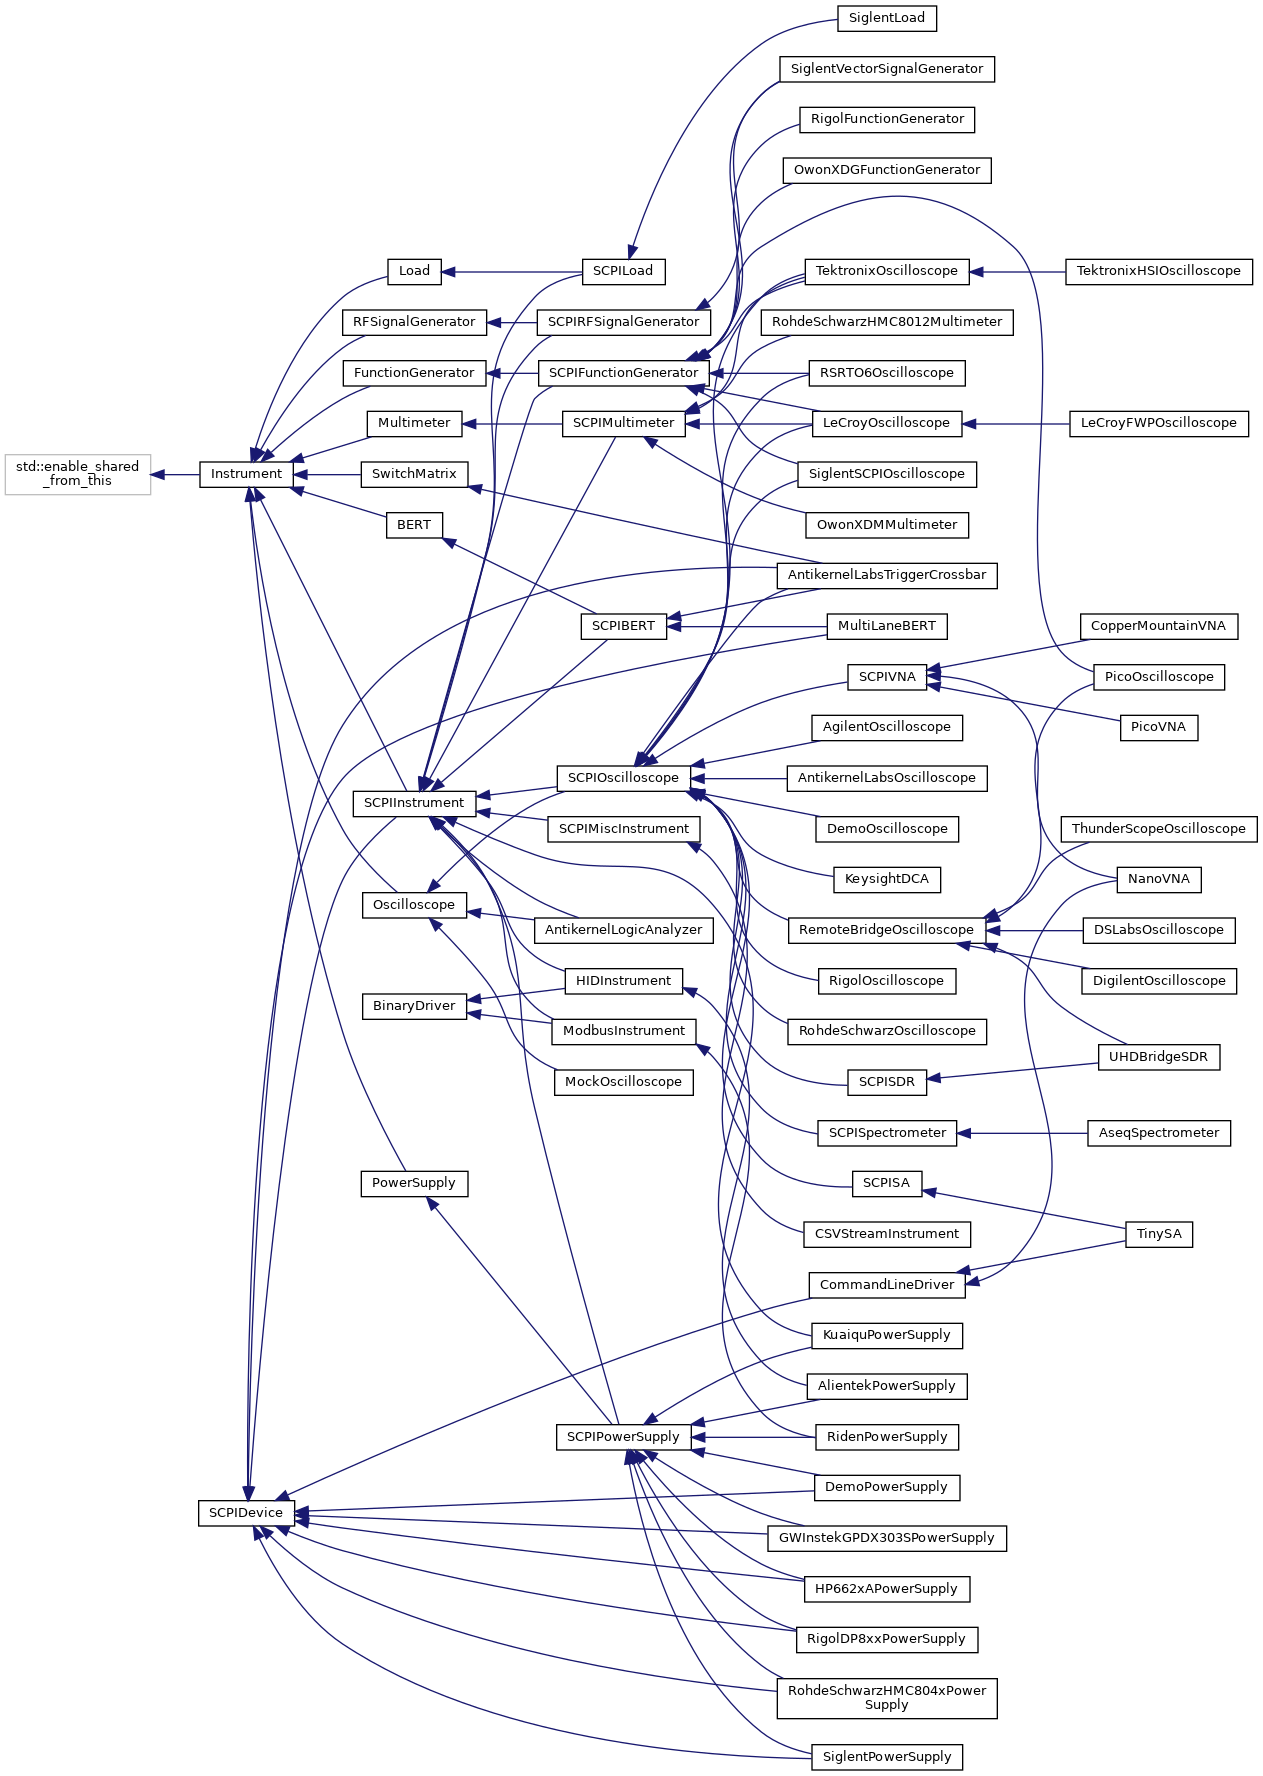 SiglentLoad
SiglentVectorSignalGenerator
RigolFunctionGenerator
OwonXDGFunctionGenerator
Load
SCPILoad
TektronixOscilloscope
TektronixHSIOscilloscope
RFSignalGenerator
SCPIRFSignalGenerator
RohdeSchwarzHMC8012Multimeter
FunctionGenerator
SCPIFunctionGenerator
RSRTO6Oscilloscope
Multimeter
SCPIMultimeter
LeCroyOscilloscope
LeCroyFWPOscilloscope
std::enable_shared
_from_this
Instrument
SwitchMatrix
SiglentSCPIOscilloscope
BERT
OwonXDMMultimeter
AntikernelLabsTriggerCrossbar
SCPIBERT
MultiLaneBERT
CopperMountainVNA
SCPIVNA
PicoOscilloscope
AgilentOscilloscope
PicoVNA
SCPIOscilloscope
AntikernelLabsOscilloscope
SCPIInstrument
SCPIMiscInstrument
DemoOscilloscope
ThunderScopeOscilloscope
KeysightDCA
NanoVNA
Oscilloscope
AntikernelLogicAnalyzer
RemoteBridgeOscilloscope
DSLabsOscilloscope
HIDInstrument
RigolOscilloscope
DigilentOscilloscope
BinaryDriver
ModbusInstrument
RohdeSchwarzOscilloscope
UHDBridgeSDR
MockOscilloscope
SCPISDR
SCPISpectrometer
AseqSpectrometer
PowerSupply
SCPISA
CSVStreamInstrument
TinySA
CommandLineDriver
KuaiquPowerSupply
AlientekPowerSupply
SCPIPowerSupply
RidenPowerSupply
DemoPowerSupply
SCPIDevice
GWInstekGPDX303SPowerSupply
HP662xAPowerSupply
RigolDP8xxPowerSupply
RohdeSchwarzHMC804xPower
Supply
SiglentPowerSupply